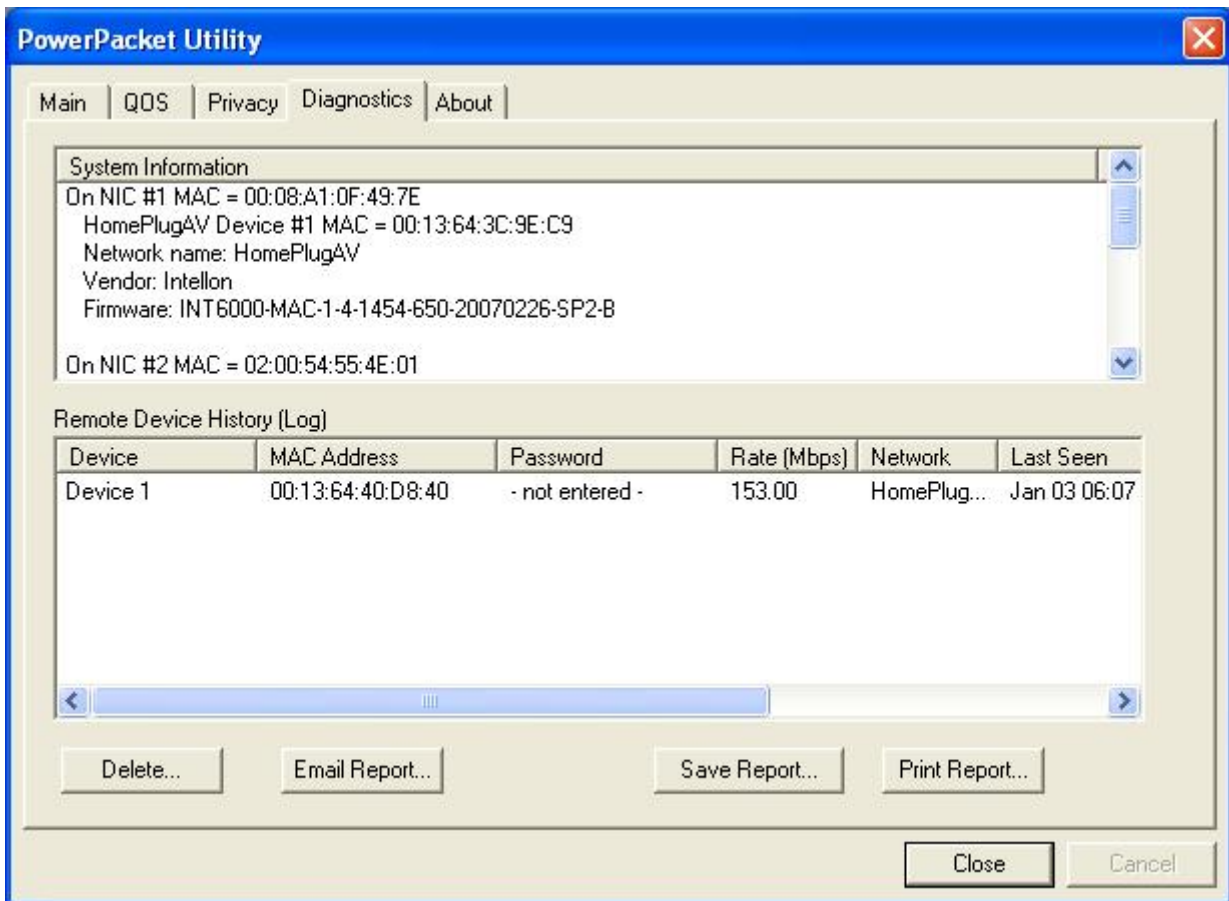 PowerPacket Utility
Main QOS Privacy Diagnostics About
System Information
On NIC #1 MAC = 00:08:A1:0F:49:7E
HomePlugAV Device #1 MAC = 00:13:64:3C:9E:C9
Network name: HomePlugAV
Vendor: Intellon
Firmware: INT6000-MAC-1-4-1454-650-20070226-SP2-B
On NIC #2 MAC = 02:00:54:55:4E:01
Remote Device History (Log)
Device MAC Address Password Rate (Mbps) Network Last Seen
Device 1 00:13:64:40:D8:40 - not entered - 153.00 HomePlug... Jan 03 06:07
Delete... Email Report... Save Report... Print Report...
Close Cancel